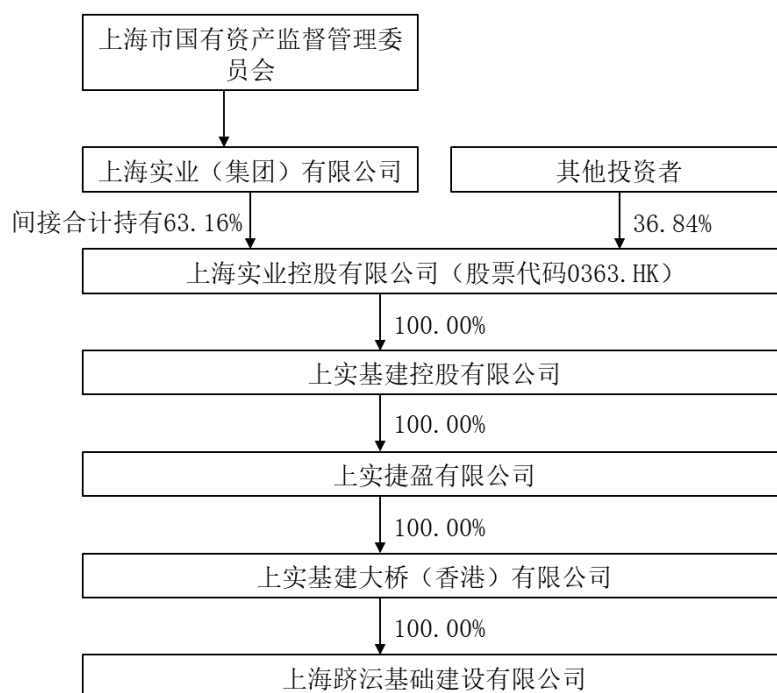 上海市国有资产监督管理委
员会
上海实业（集团）有限公司
其他投资者
间接合计持有63.16%
36.84%
上海实业控股有限公司（股票代码0363.HK）
100.00%
上实基建控股有限公司
100.00%
上实捷盈有限公司
100.00%
上实基建大桥（香港）有限公司
100.00%
上海跻沄基础建设有限公司